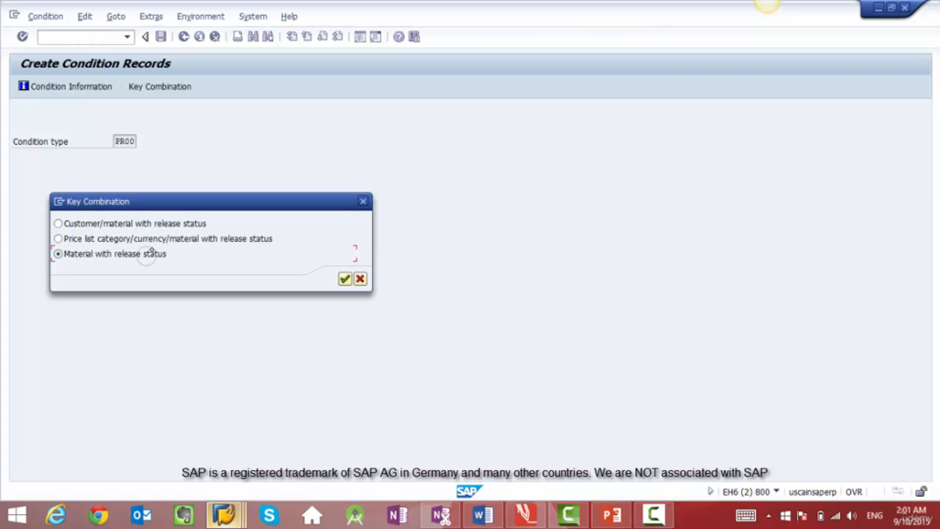 Condition Edit Goto Extras Environment System Help
Create Condition Records
Condition Information Key Combination
Condition type PR00
Key Combination
Customer/material with release status
Price list category/currency/material with release status
Material with release status
SAP is a registered trademark of SAP AG in Germany and many other countries. We are NOT associated with SAP
SAP EH6 (2) 800 uscainsaperp OVR
ENG 2:01 AM